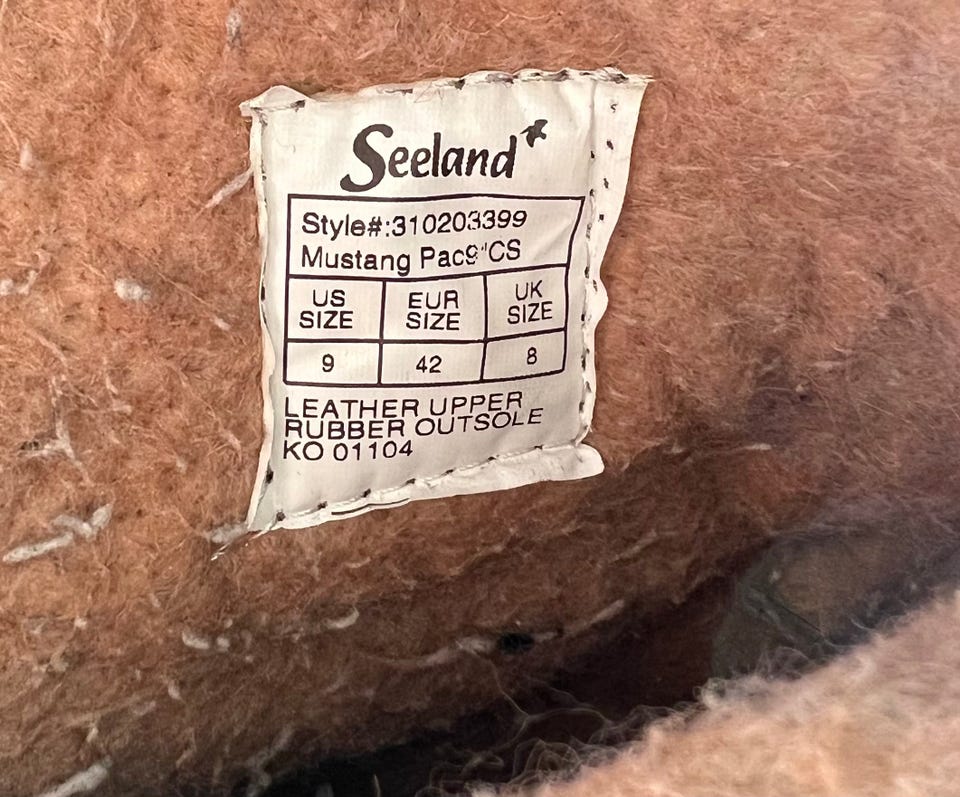 Seeland
Style#:310203399
Mustang Pac9"CS
US SIZE EUR SIZE UK SIZE
9 42 8
LEATHER UPPER
RUBBER OUTSOLE
KO 01104